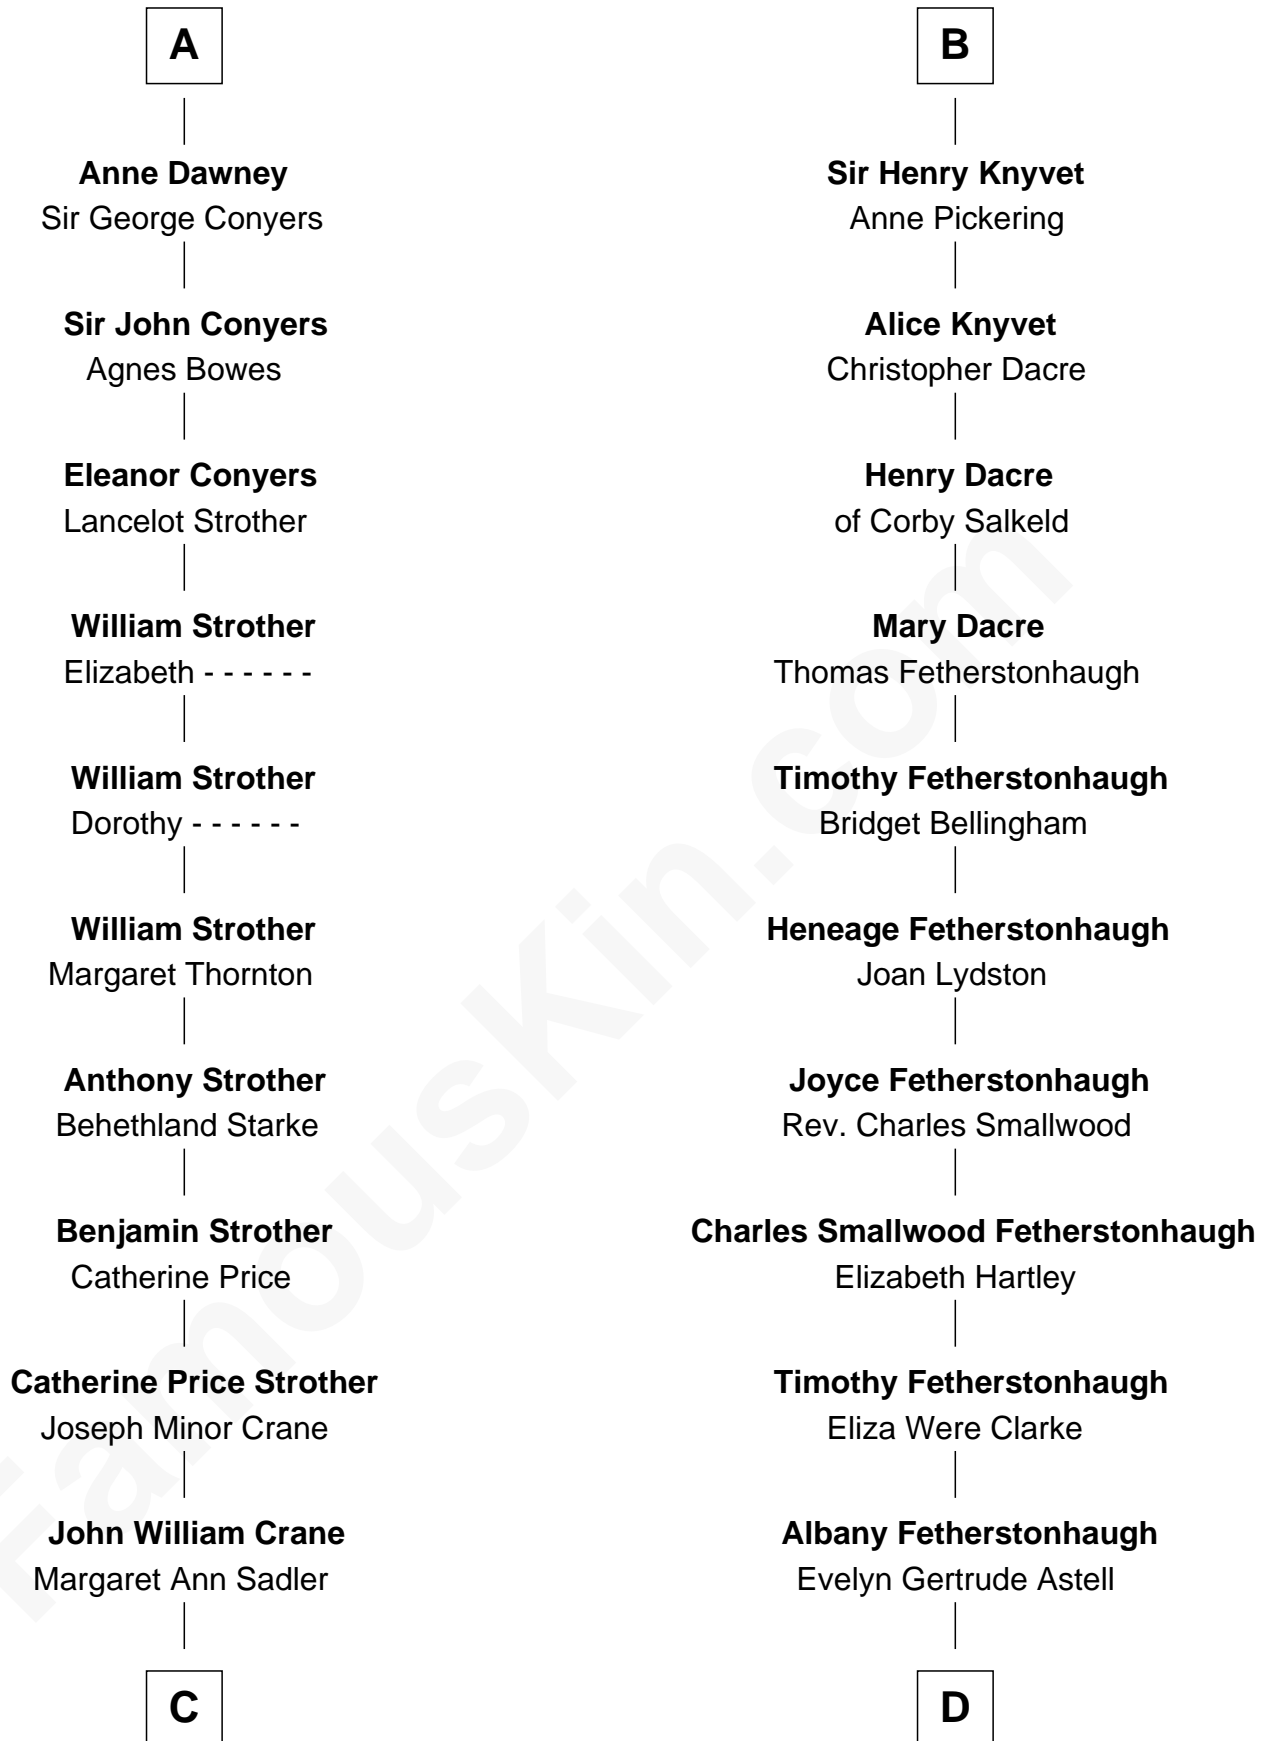 A
Anne Dawney
Sir George Conyers
Sir John Conyers
Agnes Bowes
Eleanor Conyers
Lancelot Strother
William Strother
Elizabeth - - - - - -
William Strother
Dorothy - - - - - -
William Strother
Margaret Thornton
Anthony Strother
Behethland Starke
Benjamin Strother
Catherine Price
Catherine Price Strother
Joseph Minor Crane
John William Crane
Margaret Ann Sadler
C
B
Sir Henry Knyvet
Anne Pickering
Alice Knyvet
Christopher Dacre
Henry Dacre
of Corby Salkeld
Mary Dacre
Thomas Fetherstonhaugh
Timothy Fetherstonhaugh
Bridget Bellingham
Heneage Fetherstonhaugh
Joan Lydston
Joyce Fetherstonhaugh
Rev. Charles Smallwood
Charles Smallwood Fetherstonhaugh
Elizabeth Hartley
Timothy Fetherstonhaugh
Eliza Were Clarke
Albany Fetherstonhaugh
Evelyn Gertrude Astell
D
FamousKin.com